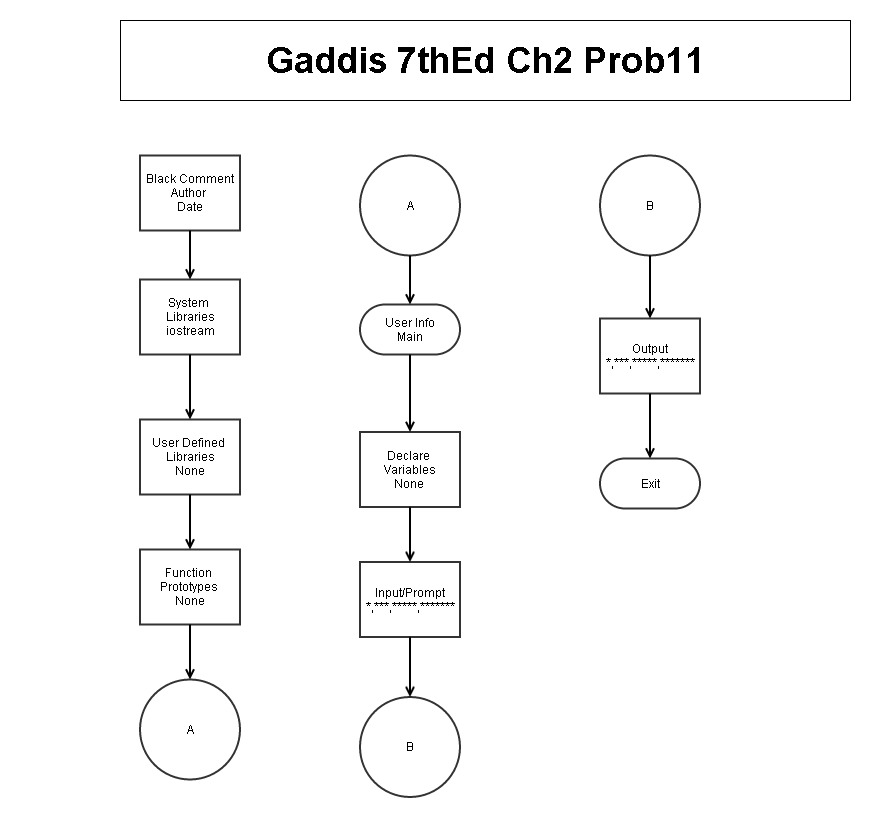 Gaddis 7thEd Ch2 Prob11
Black Comment
Author
Date
System
Libraries
iostream
User Defined
Libraries
None
Function
Prototypes
None
A
A
User Info
Main
Declare
Variables
None
Input/Prompt
*,***,*****,*******
B
B
Output
*,***,*****,*******
Exit